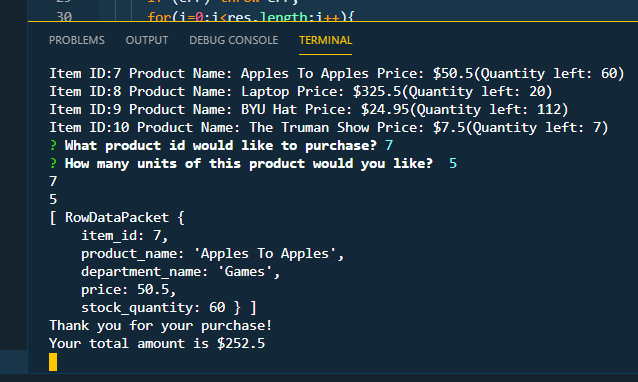 30 for(i=0;i<res.length;i++){
PROBLEMS OUTPUT DEBUG CONSOLE TERMINAL
Item ID:7 Product Name: Apples To Apples Price: $50.5(Quantity left: 60)
Item ID:8 Product Name: Laptop Price: $325.5(Quantity left: 20)
Item ID:9 Product Name: BYU Hat Price: $24.95(Quantity left: 112)
Item ID:10 Product Name: The Truman Show Price: $7.5(Quantity left: 7)
? What product id would like to purchase? 7
? How many units of this product would you like?  5
7
5
[ RowDataPacket {
    item_id: 7,
    product_name: 'Apples To Apples',
    department_name: 'Games',
    price: 50.5,
    stock_quantity: 60 } ]
Thank you for your purchase!
Your total amount is $252.5